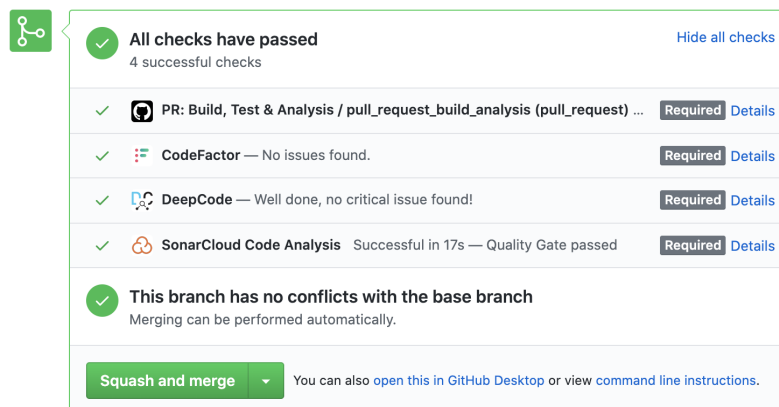 All checks have passed
Hide all checks
4 successful checks
PR: Build, Test & Analysis / pull_request_build_analysis (pull_request) ... Required Details
CodeFactor — No issues found. Required Details
DC DeepCode — Well done, no critical issue found! Required Details
SonarCloud Code Analysis Successful in 17s — Quality Gate passed Required Details
This branch has no conflicts with the base branch
Merging can be performed automatically.
Squash and merge You can also open this in GitHub Desktop or view command line instructions.